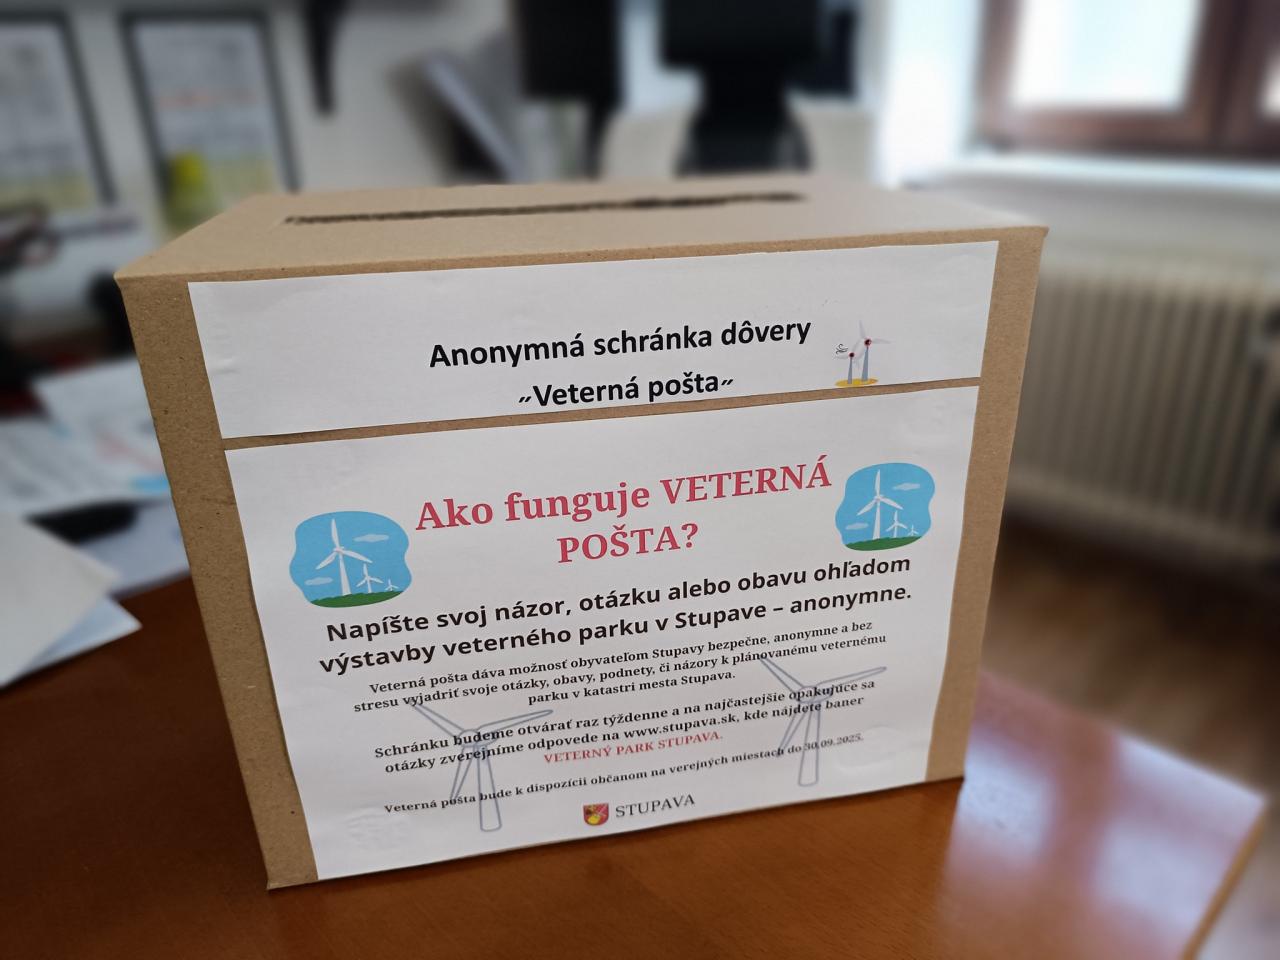 Anonymná schránka dôvery
„Veterná pošta“
Ako funguje VETERNÁ
POŠTA?
Napíšte svoj názor, otázku alebo obavu ohľadom
výstavby veterného parku v Stupave – anonymne.
Veterná pošta dáva možnosť obyvateľom Stupavy bezpečne, anonymne a bez
stresu vyjadriť svoje otázky, obavy, podnety, či názory k plánovanému veternému
parku v katastri mesta Stupava.
Schránku budeme otvárať raz týždenne a na najčastejšie opakujúce sa
otázky zverejníme odpovede na www.stupava.sk, kde nájdete baner
VETERNÝ PARK STUPAVA.
Veterná pošta bude k dispozícii občanom na verejných miestach do 30.09.2025.
STUPAVA